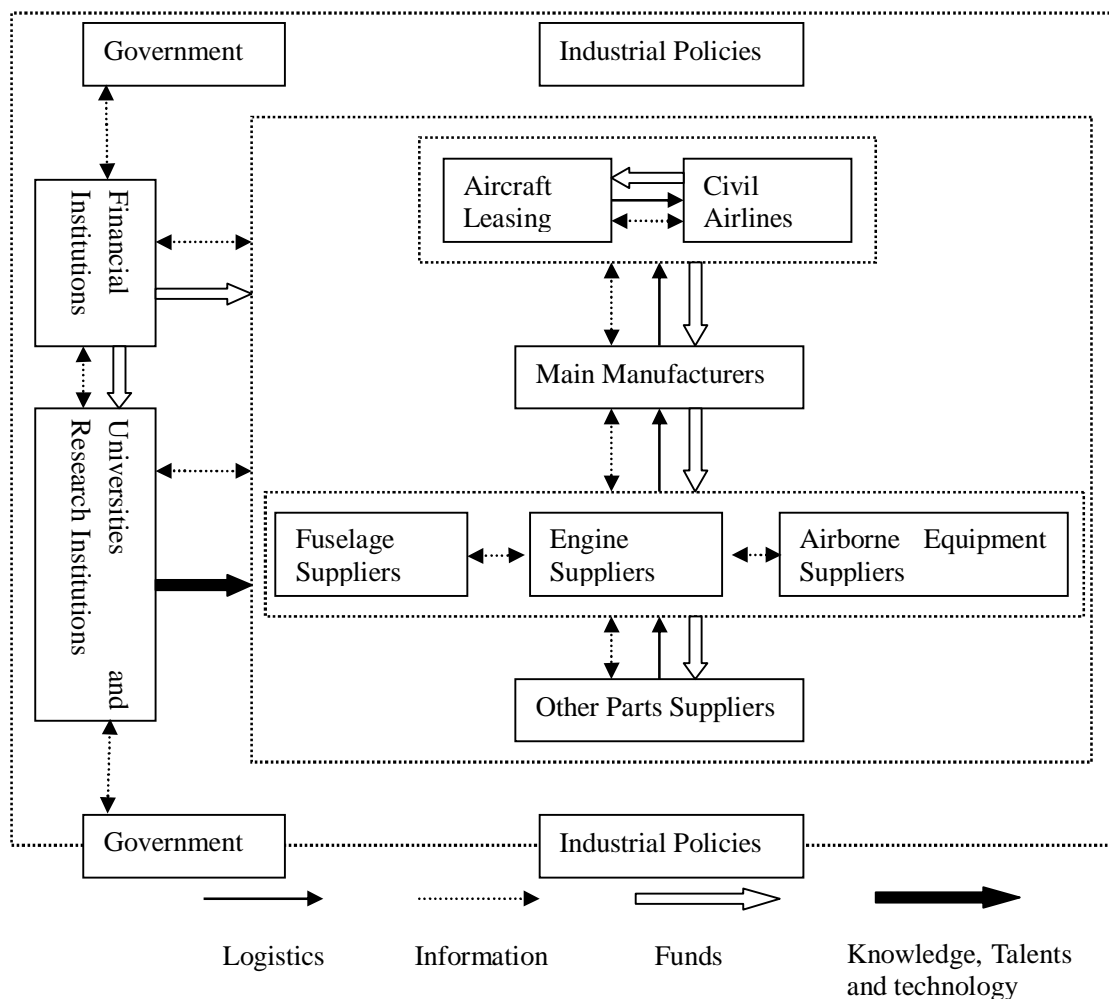 Government
Industrial Policies
Aircraft
Leasing
Civil
Airlines
Financial
Institutions
Main Manufacturers
Universities and
Research Institutions
Fuselage
Suppliers
Engine
Suppliers
Airborne Equipment
Suppliers
Other Parts Suppliers
Government
Industrial Policies
Logistics
Information
Funds
Knowledge, Talents
and technology